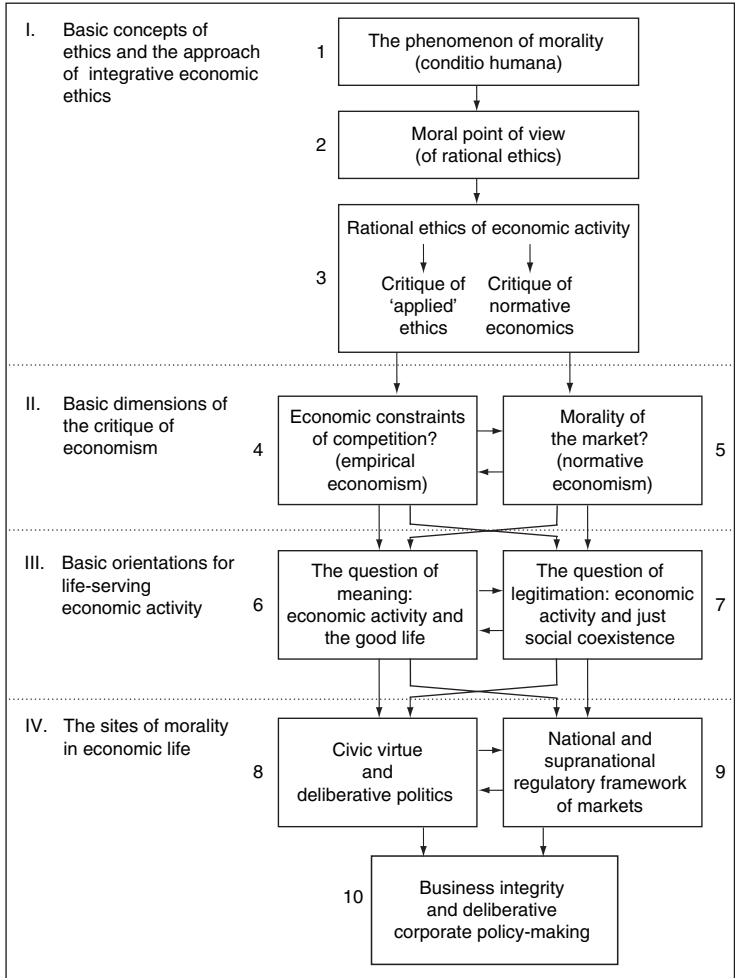 I. Basic concepts of
ethics and the approach
of integrative economic
ethics
1
The phenomenon of morality
(conditio humana)
2
Moral point of view
(of rational ethics)
3
Rational ethics of economic activity
Critique of
‘applied’
ethics
Critique of
normative
economics
II. Basic dimensions of
the critique of
economism
4
Economic constraints
of competition?
(empirical
economism)
Morality of
the market?
(normative
economism)
5
III. Basic orientations for
life-serving
economic activity
6
The question of
meaning:
economic activity and
the good life
The question of
legitimation: economic
activity and just
social coexistence
7
IV. The sites of morality
in economic life
8
Civic virtue
and
deliberative politics
National and
supranational
regulatory framework
of markets
9
10
Business integrity
and deliberative
corporate policy-making